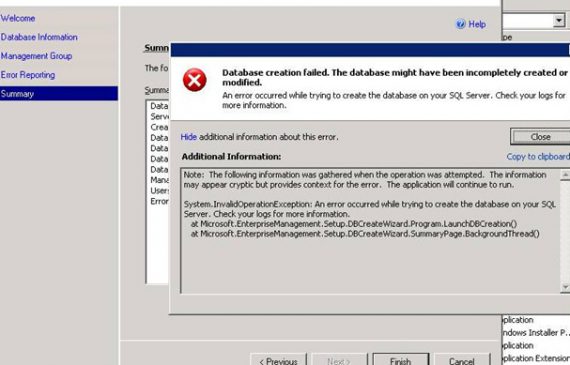 Welcome
Database Information
Management Group
Error Reporting
Summary
Help
Summ
The fo
Summa
Data
Serve
Crea
Data
Data
Data
Data
Mana
Users
Error
Database creation failed. The database might have been incompletely created or
modified.
An error occurred while trying to create the database on your SQL Server. Check your logs for
more information.
Hide additional information about this error.
Close
Additional Information:
Copy to clipboard
Note: The following information was gathered when the operation was attempted. The information
may appear cryptic but provides context for the error. The application will continue to run.
System.InvalidOperationException: An error occurred while trying to create the database on your SQL
Server. Check your logs for more information.
at Microsoft.EnterpriseManagement.Setup.DBCreateWizard.Program.LaunchDBCreation()
at Microsoft.EnterpriseManagement.Setup.DBCreateWizard.SummaryPage.BackgroundThread()
< Previous
Next >
Finish
Cancel
pe
plication
ndows Installer P...
plication
plication Extension